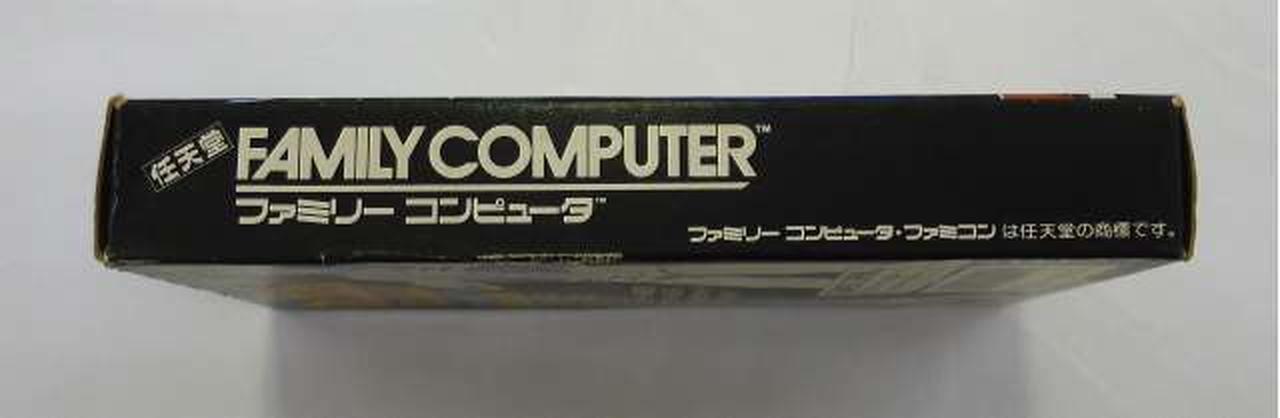 任天堂
FAMILY COMPUTER™
ファミリー コンピュータ™
ファミリー コンピュータ・ファミコン は任天堂の商標です。